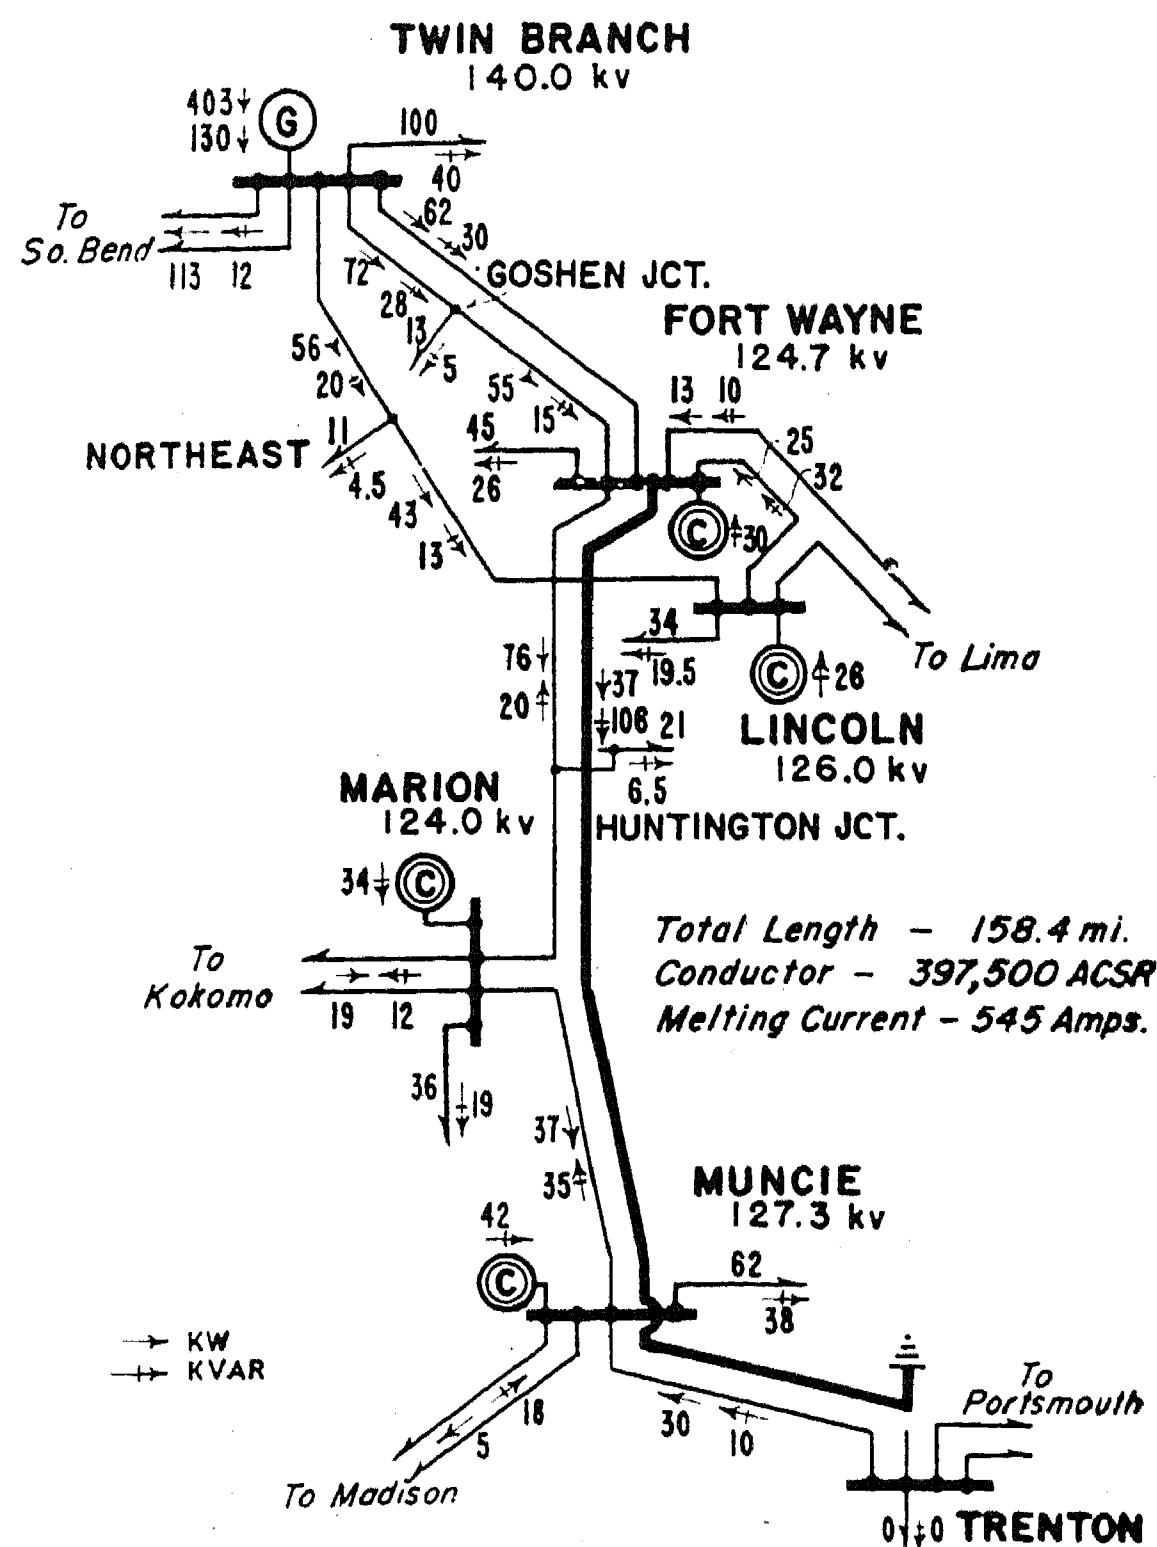 TWIN BRANCH
140.0 kv
403
130
G
100
40
To
So. Bend
113 12
62
30
72
28
GOSHEN JCT.
13
5
FORT WAYNE
124.7 kv
56
20
55
15
13 10
45
26
25
32
NORTHEAST
11
4.5
43
13
C
30
34
19.5
To Lima
C
26
LINCOLN
126.0 kv
76
20
37
106
21
6.5
HUNTINGTON JCT.
MARION
124.0 kv
34
C
To
Kokomo
19 12
36
19
Total Length – 158.4 mi.
Conductor – 397,500 ACSR
Melting Current – 545 Amps.
37
35
MUNCIE
127.3 kv
42
C
62
38
KW
KVAR
18
5
To Madison
30
10
To
Portsmouth
0 0
TRENTON